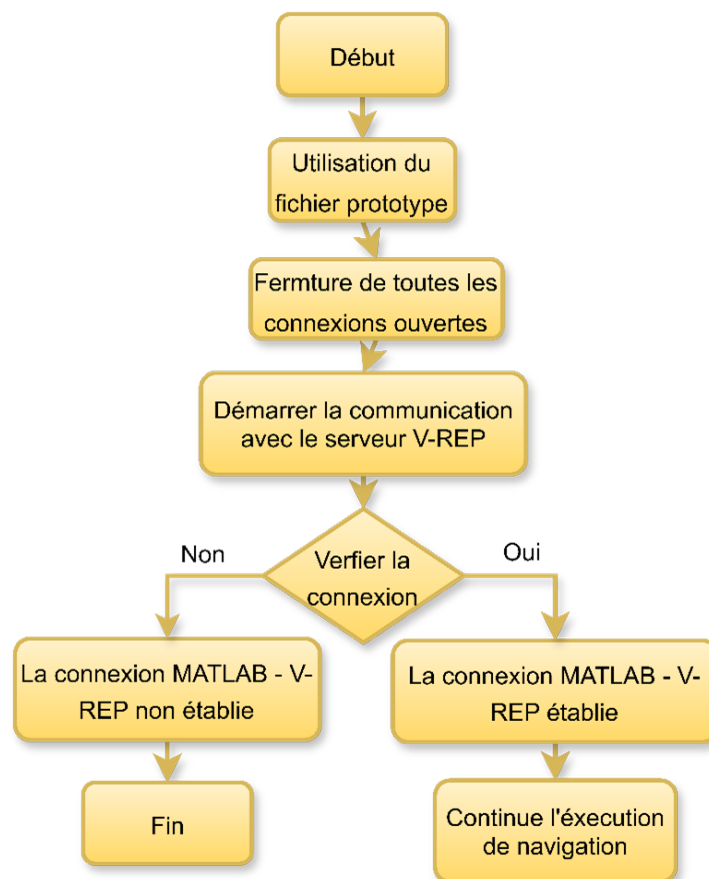 Début
Utilisation du
fichier prototype
Fermture de toutes les
connexions ouvertes
Démarrer la communication
avec le serveur V-REP
Non
Verfier la
connexion
Oui
La connexion MATLAB - V-
REP non établie
La connexion MATLAB - V-
REP établie
Fin
Continue l'éxecution
de navigation